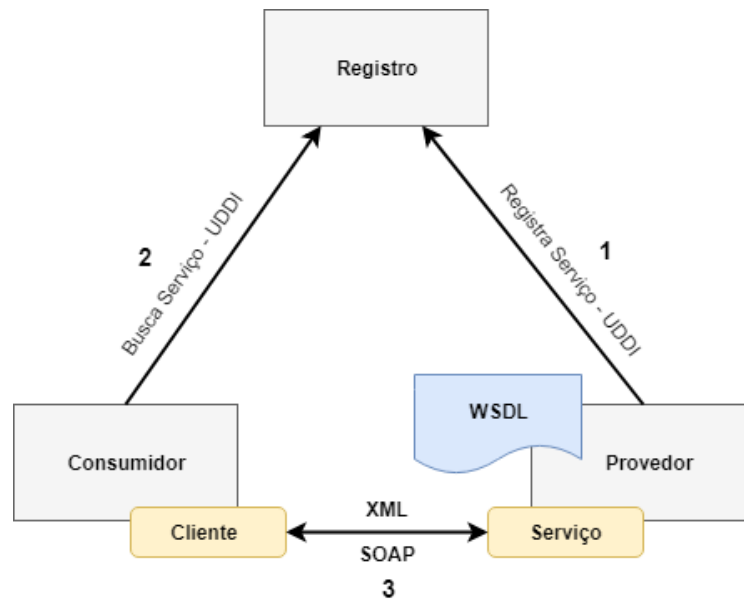 Registro
2
Busca Serviço - UDDI
Registra Serviço - UDDI
1
WSDL
Consumidor
Provedor
Cliente
XML
SOAP
Serviço
3